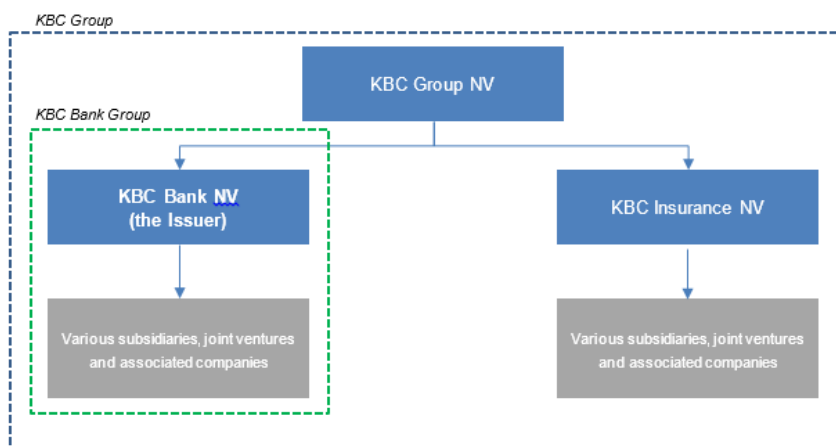 KBC Group
KBC Group NV
KBC Bank Group
KBC Bank NV
(the Issuer)
KBC Insurance NV
Various subsidiaries, joint ventures
and associated companies
Various subsidiaries, joint ventures
and associated companies